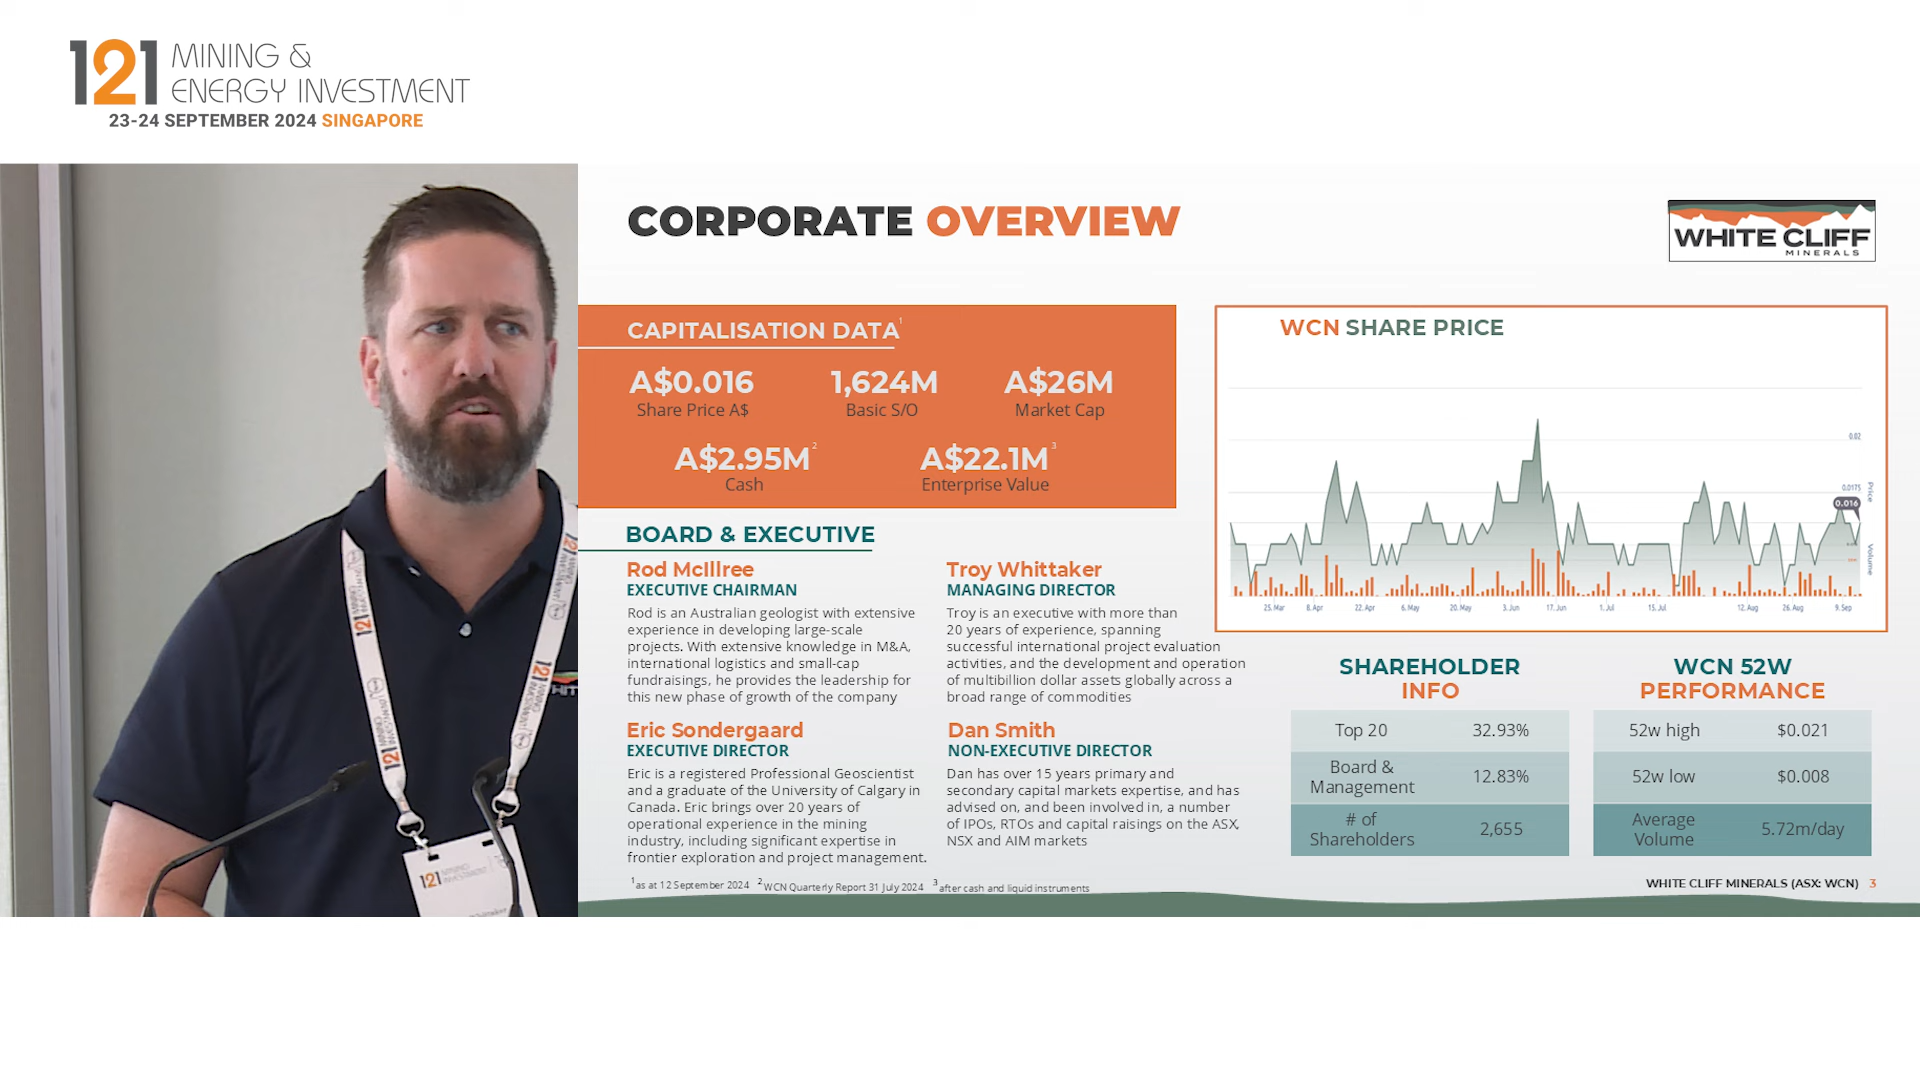 121 MINING &
ENERGY INVESTMENT
23-24 SEPTEMBER 2024 SINGAPORE
CORPORATE OVERVIEW
WHITE CLIFF
MINERALS
CAPITALISATION DATA1
A$0.016
Share Price A$
1,624M
Basic S/O
A$26M
Market Cap
A$2.95M2
Cash
A$22.1M3
Enterprise Value
BOARD & EXECUTIVE
Rod McIllree
EXECUTIVE CHAIRMAN
Rod is an Australian geologist with extensive
experience in developing large-scale
projects. With extensive knowledge in M&A,
international logistics and small-cap
fundraisings, he provides the leadership for
this new phase of growth of the company
Troy Whittaker
MANAGING DIRECTOR
Troy is an executive with more than
20 years of experience, spanning
successful international project evaluation
activities, and the development and operation
of multibillion dollar assets globally across a
broad range of commodities
Eric Sondergaard
EXECUTIVE DIRECTOR
Eric is a registered Professional Geoscientist
and a graduate of the University of Calgary in
Canada. Eric brings over 20 years of
operational experience in the mining
industry, including significant expertise in
frontier exploration and project management.
Dan Smith
NON-EXECUTIVE DIRECTOR
Dan has over 15 years primary and
secondary capital markets expertise, and has
advised on, and been involved in, a number
of IPOs, RTOs and capital raisings on the ASX,
NSX and AIM markets
1as at 12 September 2024 2WCN Quarterly Report 31 July 2024 3after cash and liquid instruments
WCN SHARE PRICE
0.02
0.0175
0.016
Price
Volume
25. Mar 8. Apr 22. Apr 6. May 20. May 3. Jun 17. Jun 1. Jul 15. Jul 12. Aug 26. Aug 9. Sep
SHAREHOLDER
INFO
Top 20 32.93%
Board &
Management 12.83%
# of
Shareholders 2,655
WCN 52W
PERFORMANCE
52w high $0.021
52w low $0.008
Average
Volume 5.72m/day
WHITE CLIFF MINERALS (ASX: WCN) 3
121 MINING
INVESTMENT
121
121
121
WHIT
121